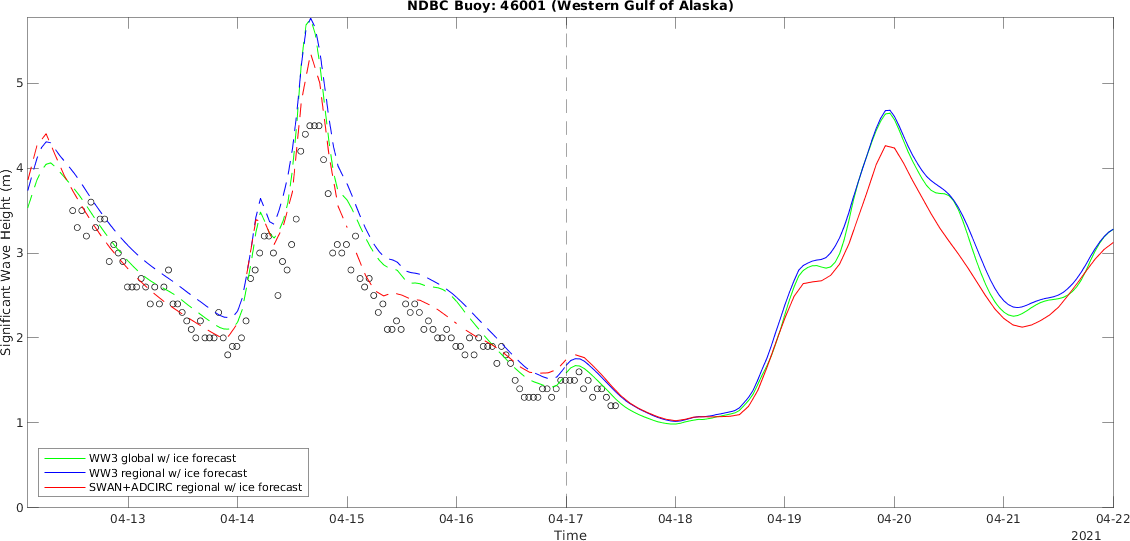 NDBC Buoy: 46001 (Western Gulf of Alaska)
Significant Wave Height (m)
5
4
3
2
1
0
WW3 global w/ ice forecast
WW3 regional w/ ice forecast
SWAN+ADCIRC regional w/ ice forecast
04-13 04-14 04-15 04-16 04-17 04-18 04-19 04-20 04-21 04-22
Time
2021